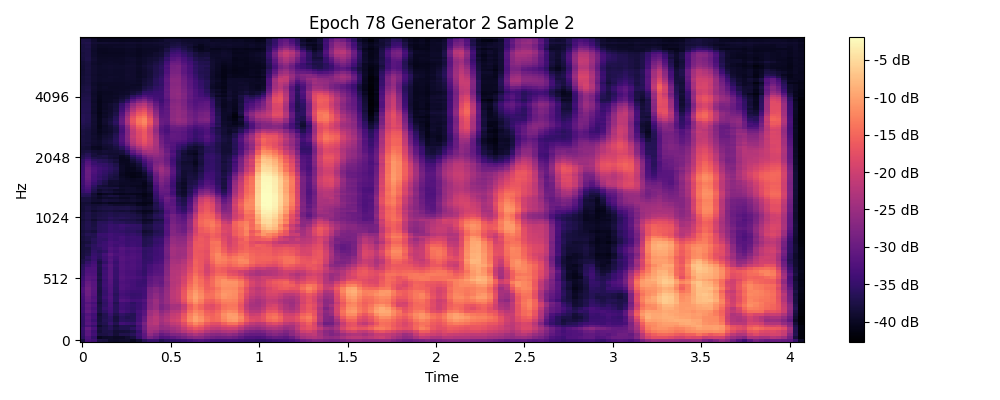 Epoch 78 Generator 2 Sample 2
Hz
4096
2048
1024
512
0
0 0.5 1 1.5 2 2.5 3 3.5 4
Time
-5 dB
-10 dB
-15 dB
-20 dB
-25 dB
-30 dB
-35 dB
-40 dB